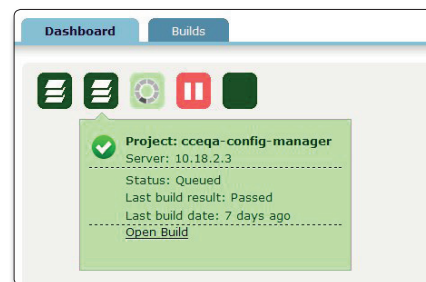 Dashboard
Builds
Project: cceqa-config-manager
Server: 10.18.2.3
Status: Queued
Last build result: Passed
Last build date: 7 days ago
Open Build